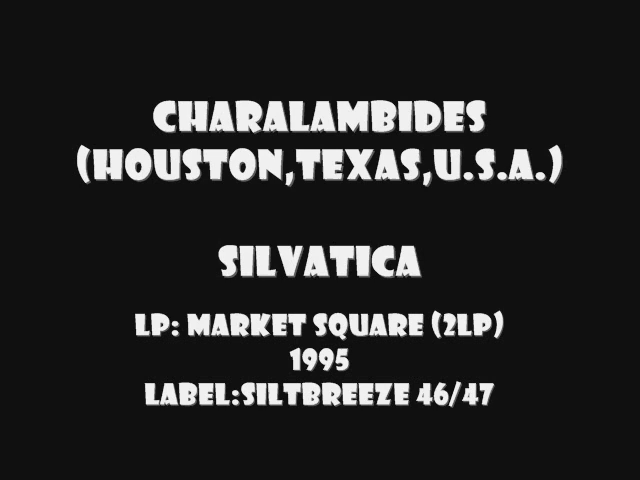 CHARALAMBIDES
(HOUSTON,TEXAS,U.S.A.)
SILVATICA
LP: MARKET SQUARE (2LP)
1995
LABEL:SILTBREEZE 46/47